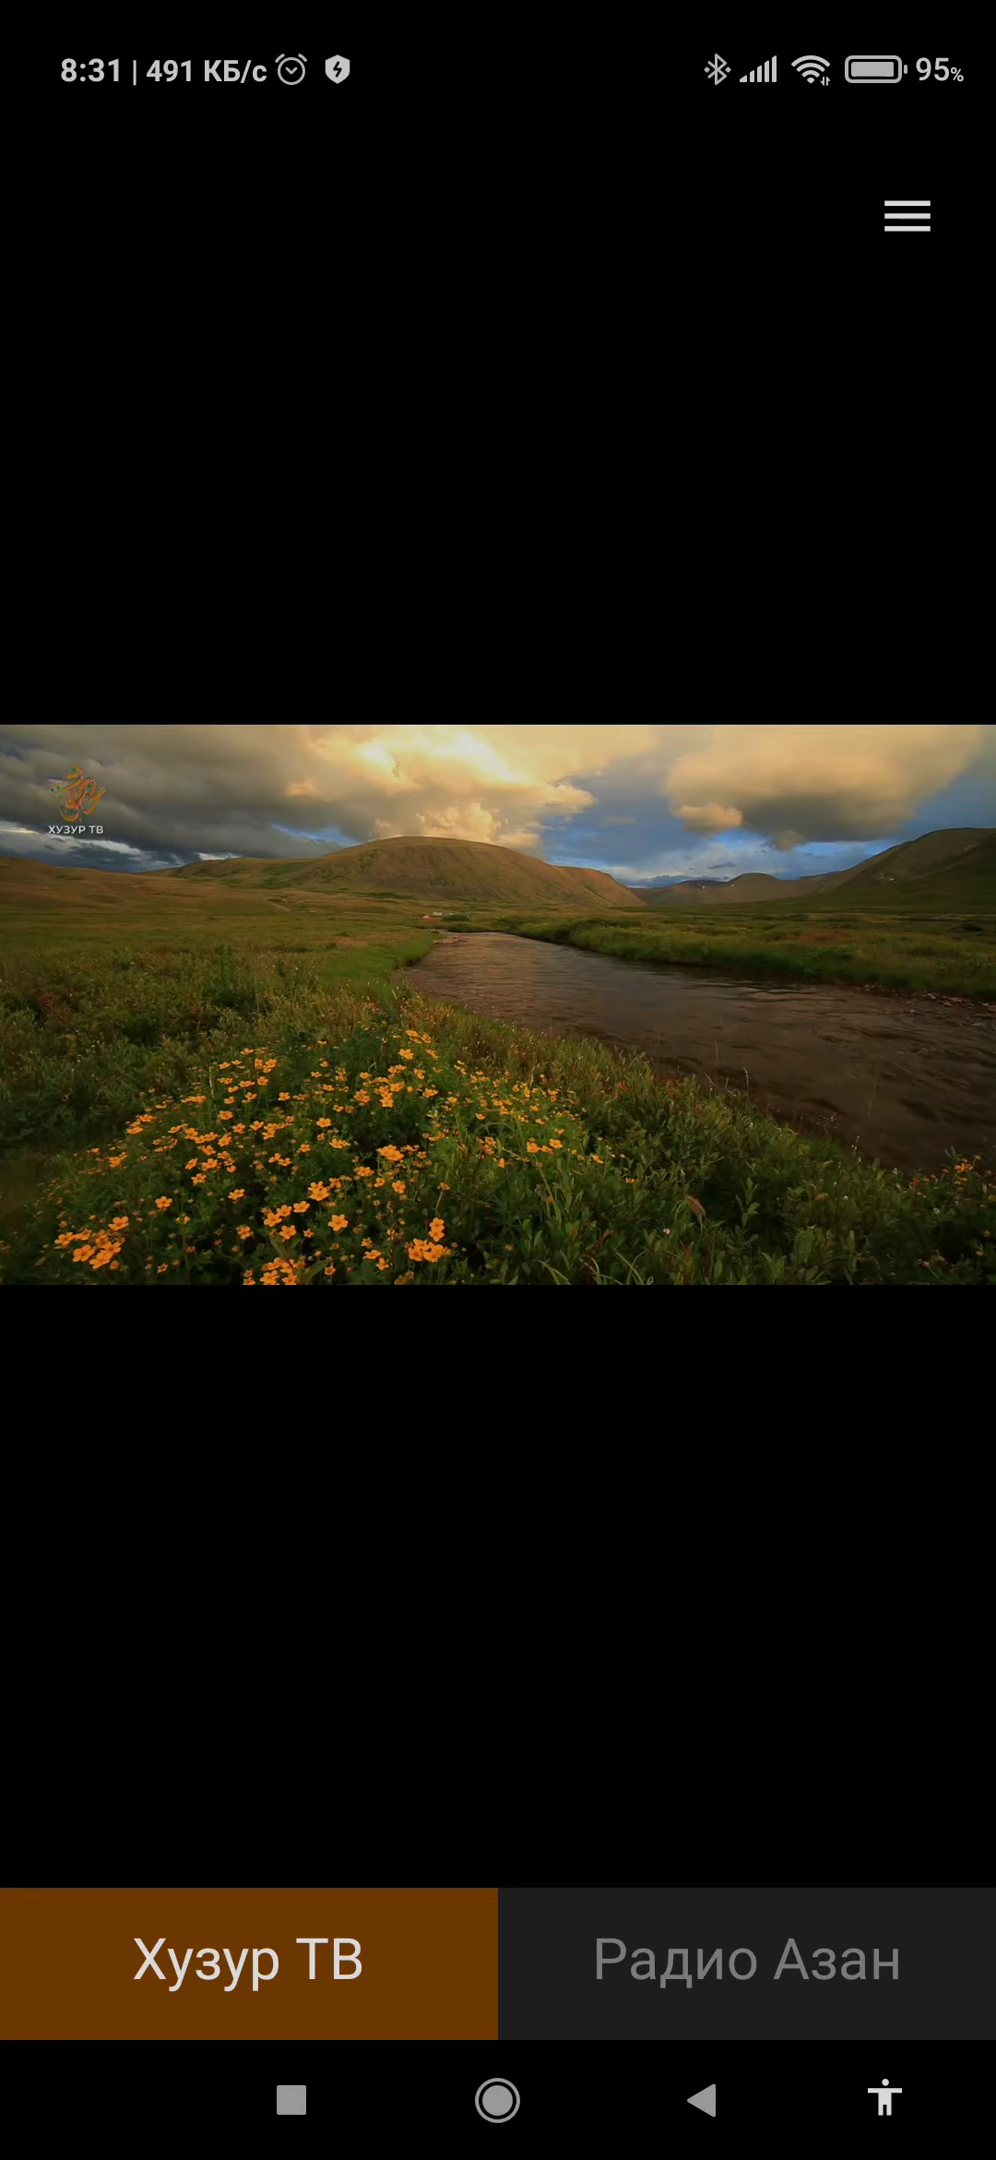 8:31 | 491 КБ/с
95%
ХУЗУР ТВ
Хузур ТВ
Радио Азан